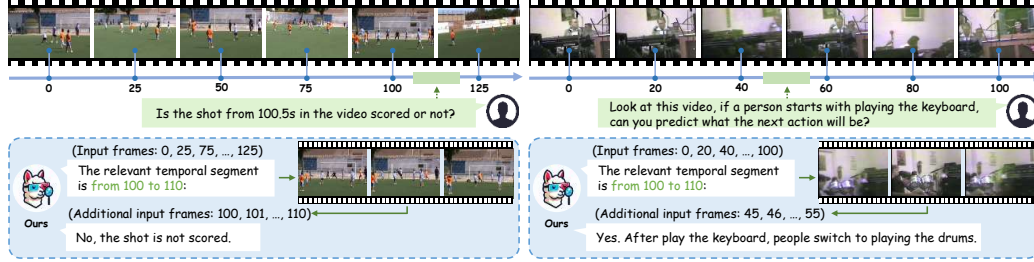 0 25 50 75 100 125
Is the shot from 100.5s in the video scored or not?
(Input frames: 0, 25, 75, ..., 125)
The relevant temporal segment
is from 100 to 110:
(Additional input frames: 100, 101, ..., 110)
Ours
No, the shot is not scored.
0 20 40 60 80 100
Look at this video, if a person starts with playing the keyboard,
can you predict what the next action will be?
(Input frames: 0, 20, 40, ..., 100)
The relevant temporal segment
is from 100 to 110:
(Additional input frames: 45, 46, ..., 55)
Ours
Yes. After play the keyboard, people switch to playing the drums.